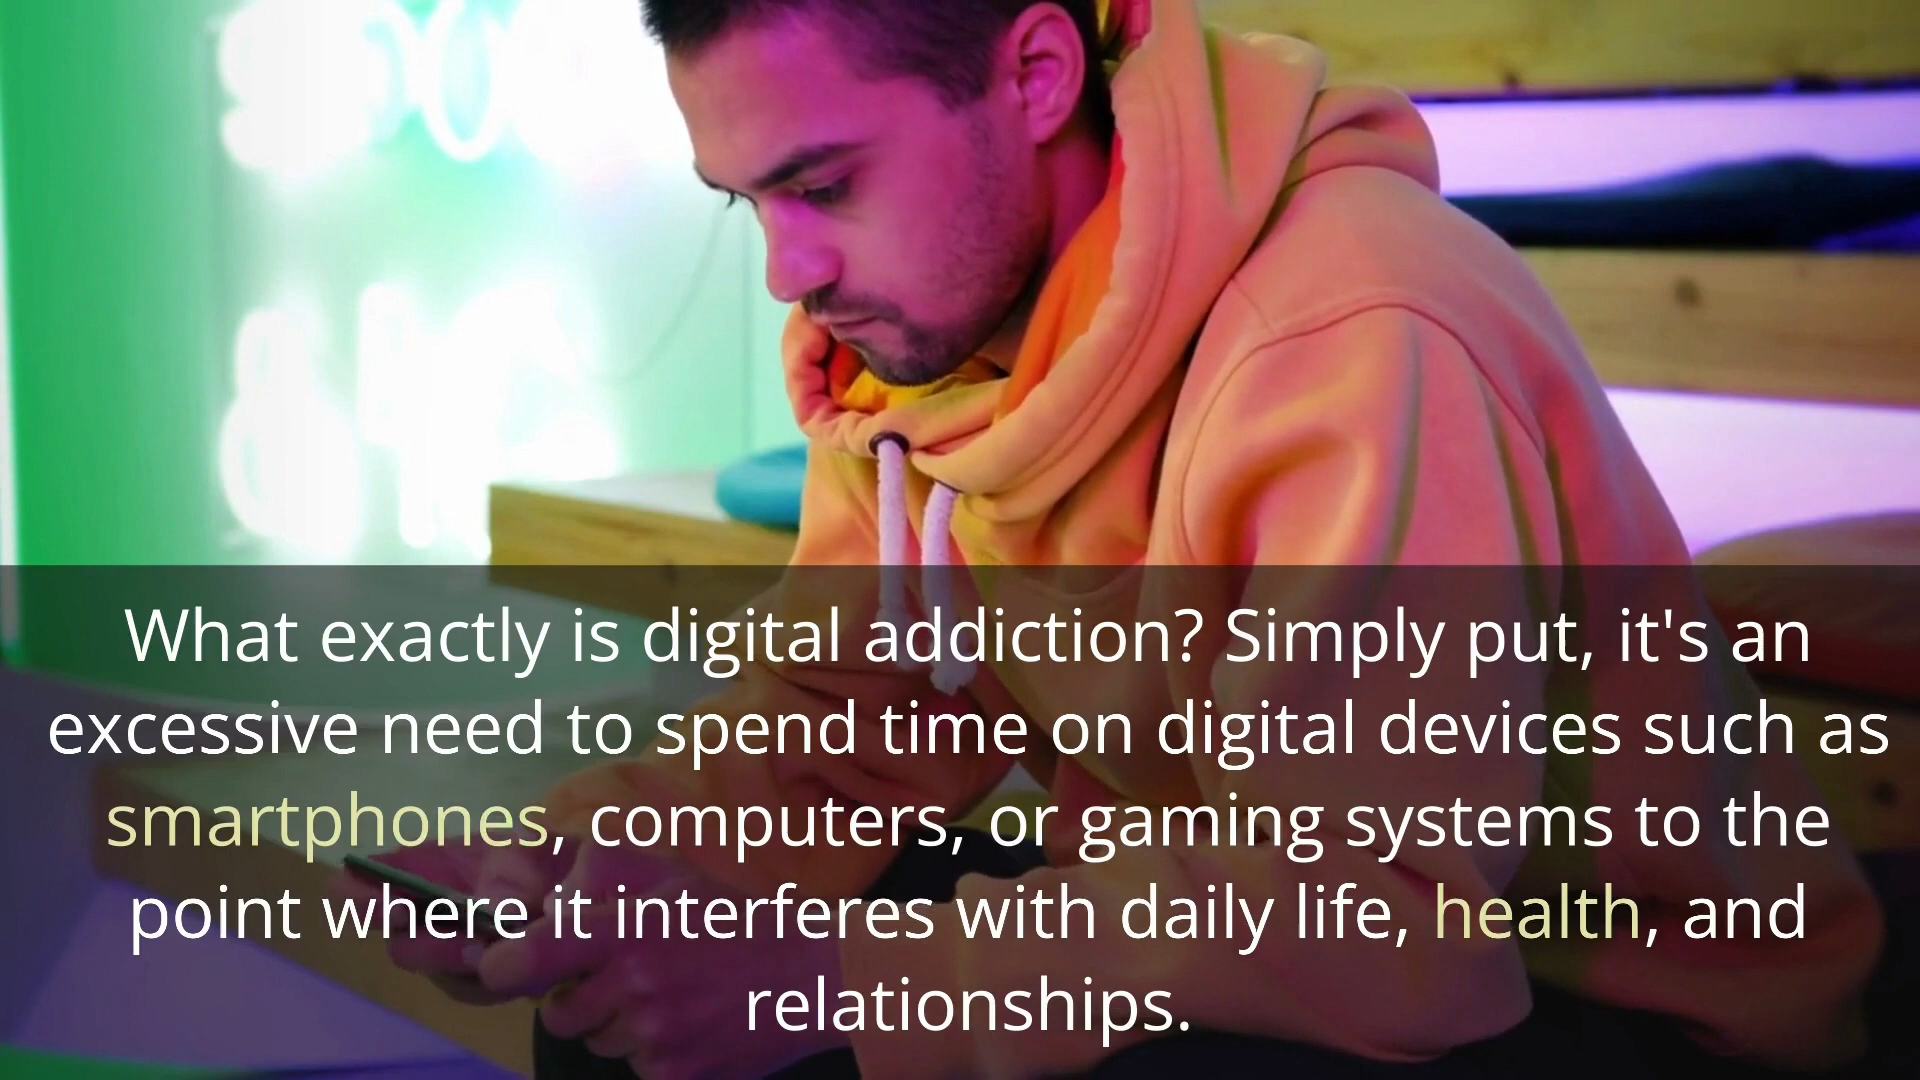 What exactly is digital addiction? Simply put, it's an
excessive need to spend time on digital devices such as
smartphones, computers, or gaming systems to the
point where it interferes with daily life, health, and
relationships.